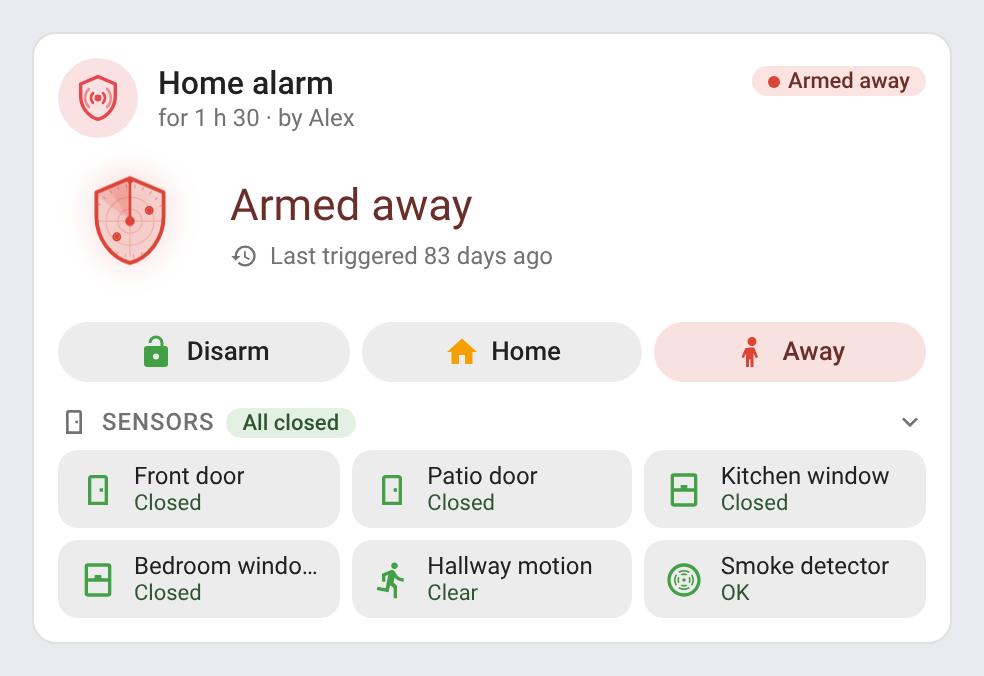 Home alarm
for 1 h 30 · by Alex
Armed away
Armed away
Last triggered 83 days ago
Disarm
Home
Away
SENSORS
All closed
Front door
Closed
Patio door
Closed
Kitchen window
Closed
Bedroom windo...
Closed
Hallway motion
Clear
Smoke detector
OK